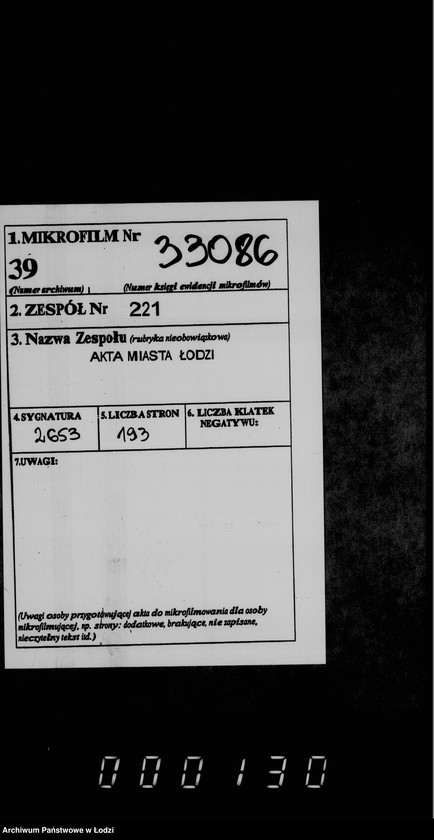 1.MIKROFILM Nr 33086
39
(Numer archiwum) (Numer księgi ewidencji mikrofilmów)
2. ZESPÓŁ Nr 221
3. Nazwa Zespołu (rubryka nieobowiązkowa)
AKTA MIASTA ŁODZI
4.SYGNATURA 5.LICZBA STRON 6. LICZBA KLATEK
NEGATYWU:
2653 193
7.UWAGI:
(Uwagi osoby przygotowującej akta do mikrofilmowania dla osoby
mikrofilmującej, np. strony: dodatkowe, brakujące, nie zapisane,
nieczytelny tekst itd.)
000130
Archiwum Państwowe w Łodzi